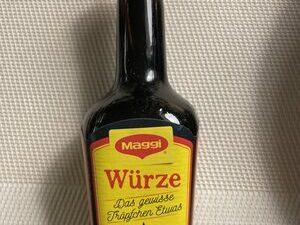 Maggi
Würze
Das gewisse
Tröpfchen Etwas